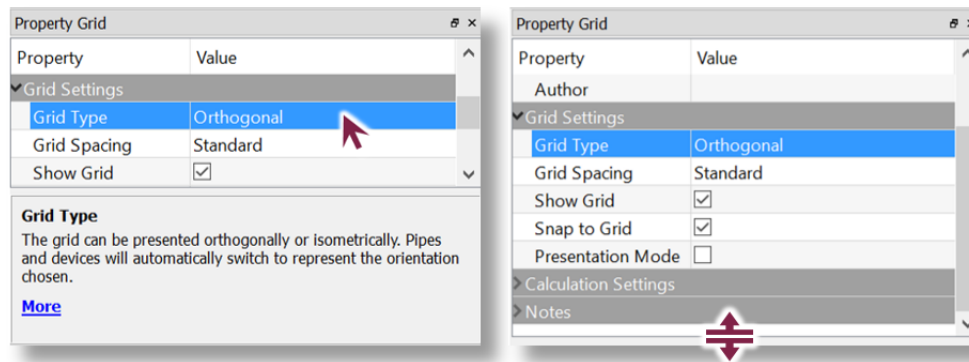 Property Grid
Property Value
Grid Settings
Grid Type Orthogonal
Grid Spacing Standard
Show Grid
Grid Type
The grid can be presented orthogonally or isometrically. Pipes
and devices will automatically switch to represent the orientation
chosen.
More
Property Grid
Property Value
Author
Grid Settings
Grid Type Orthogonal
Grid Spacing Standard
Show Grid
Snap to Grid
Presentation Mode
Calculation Settings
Notes